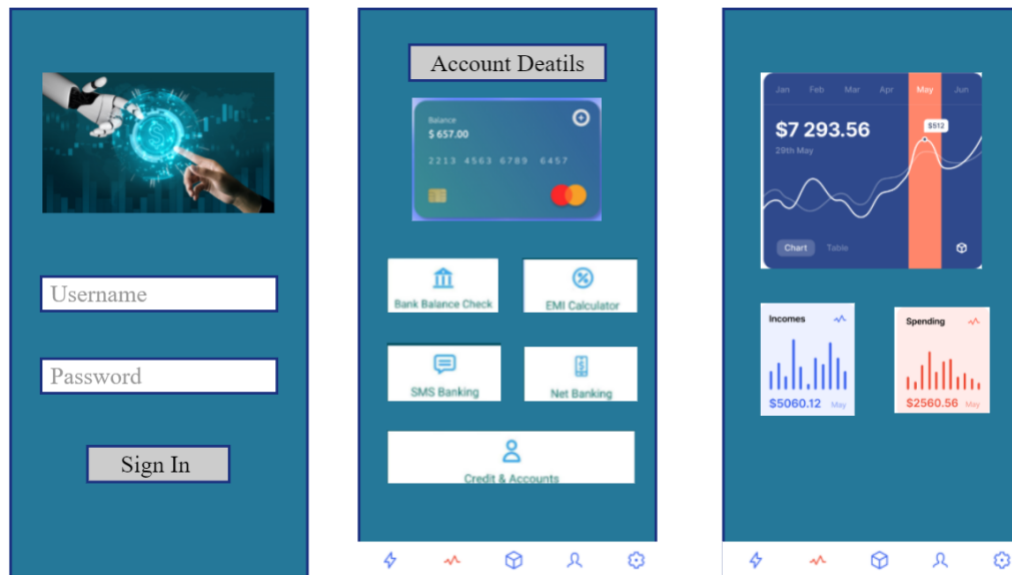 Username
Password
Sign In
Account Deatils
Balance
$ 657.00
2213 4563 6789 6457
Bank Balance Check
EMI Calculator
SMS Banking
Net Banking
Credit & Accounts
Jan Feb Mar Apr May Jun
$7 293.56
$512
29th May
Chart Table
Incomes
$5060.12 May
Spending
$2560.56 May